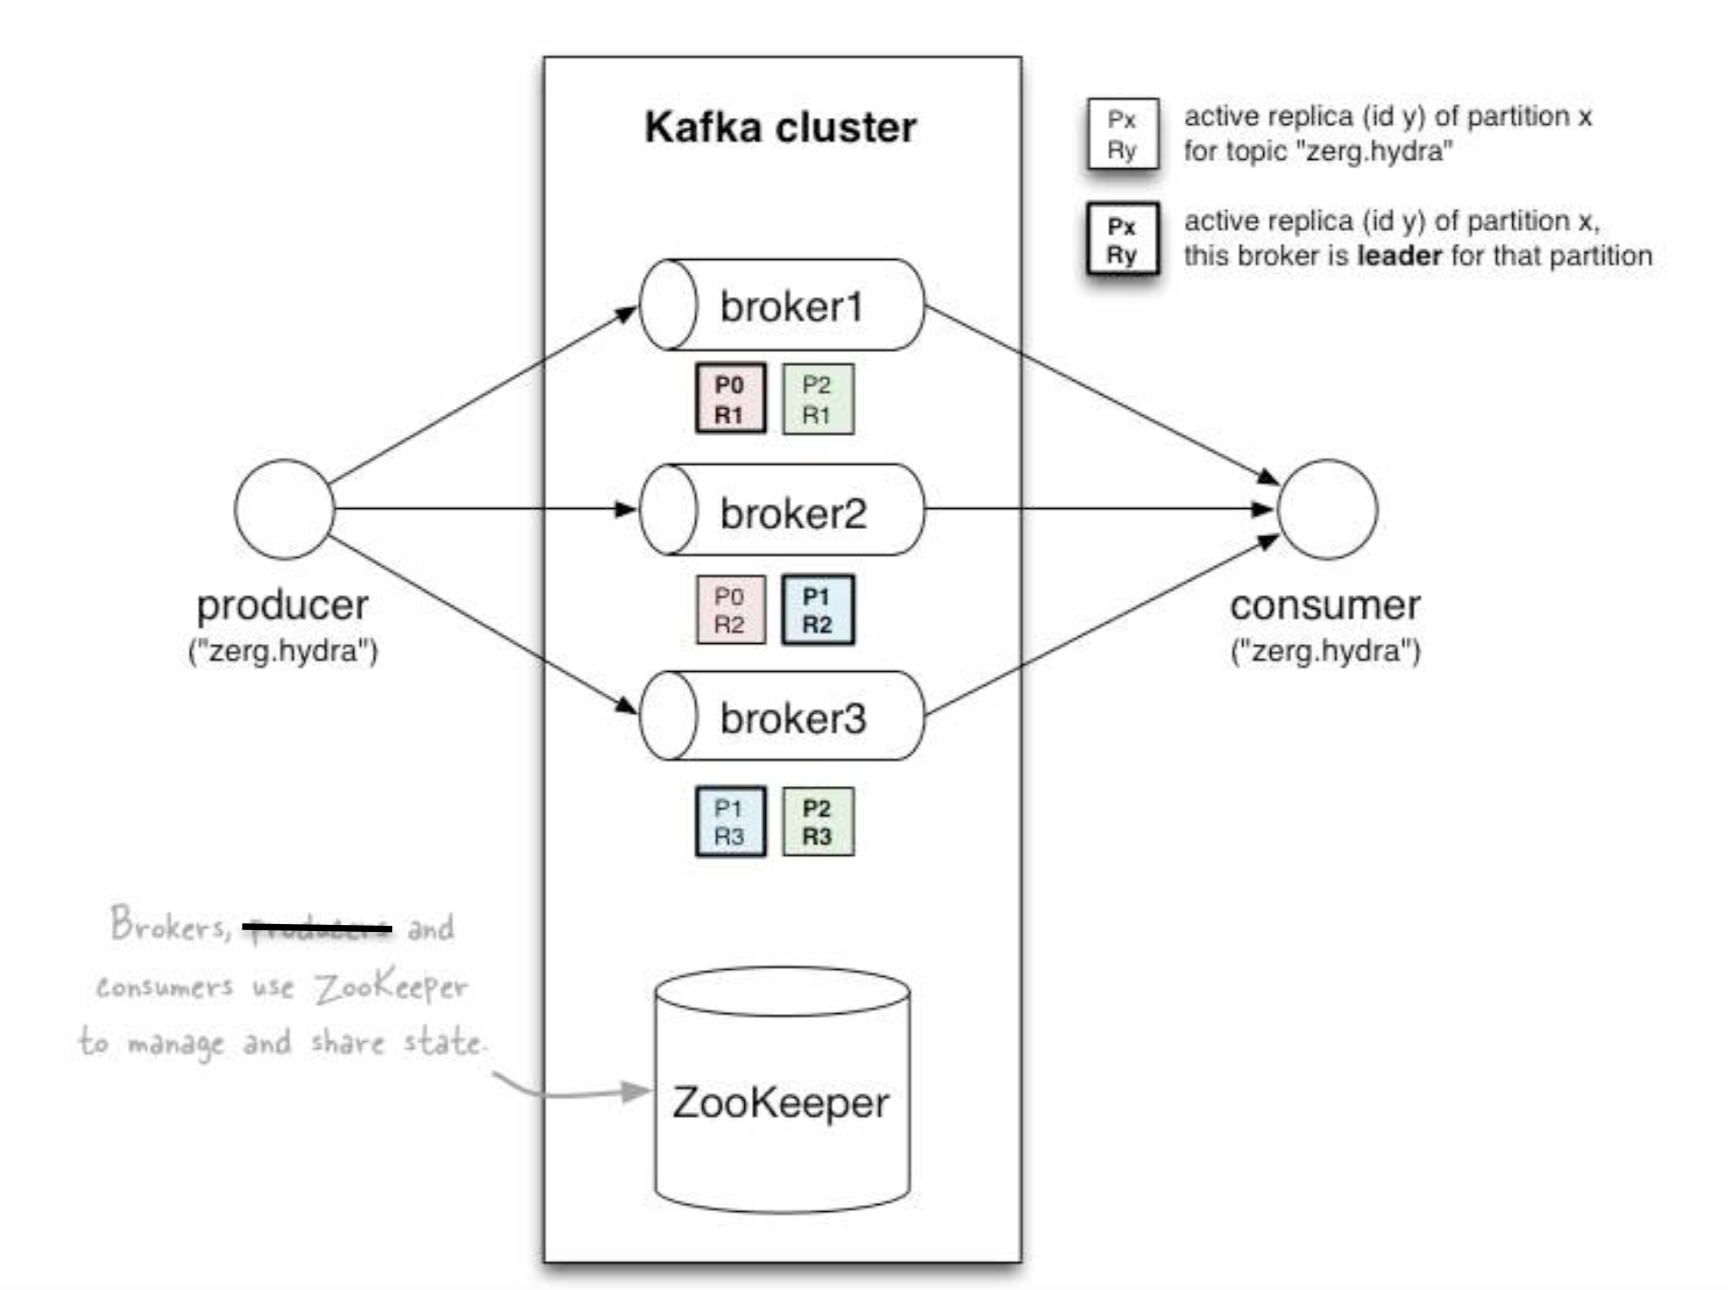 Kafka cluster
Px
Ry
active replica (id y) of partition x
for topic "zerg.hydra"
Px
Ry
active replica (id y) of partition x,
this broker is leader for that partition
broker1
P0
R1
P2
R1
broker2
P0
R2
P1
R2
broker3
P1
R3
P2
R3
producer
("zerg.hydra")
consumer
("zerg.hydra")
Brokers, producers and
consumers use ZooKeeper
to manage and share state.
ZooKeeper